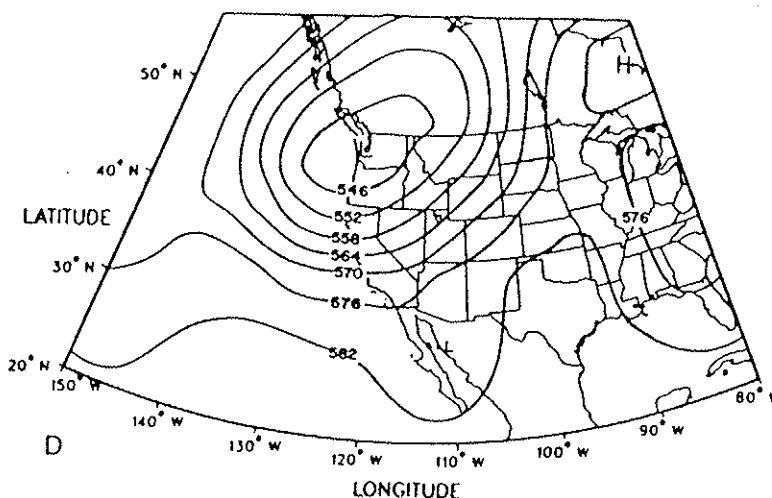 50° N
H
40° N
L
546
LATITUDE
552
576
558
564
30° N
570
576
582
20° N
150° W
80° W
140° W
90° W
D
130° W
100° W
120° W
110° W
LONGITUDE